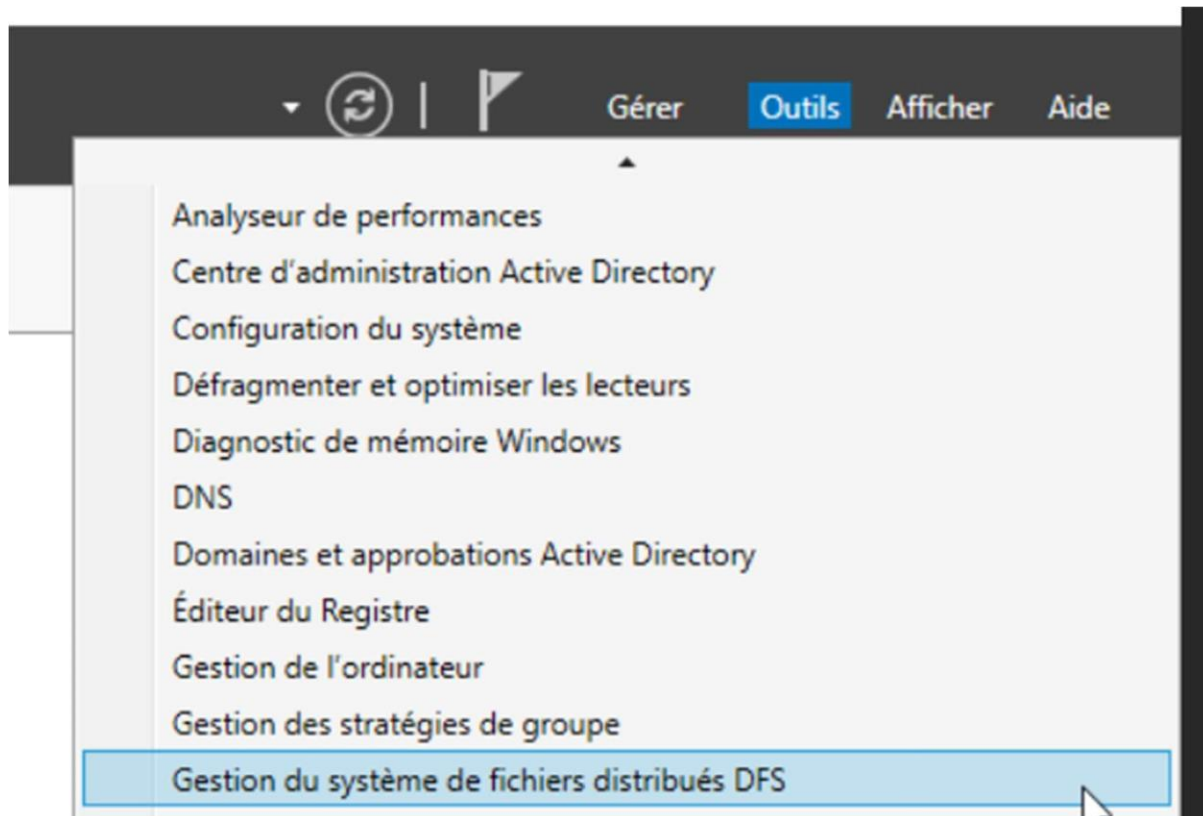 Gérer Outils Afficher Aide
Analyseur de performances
Centre d'administration Active Directory
Configuration du système
Défragmenter et optimiser les lecteurs
Diagnostic de mémoire Windows
DNS
Domaines et approbations Active Directory
Éditeur du Registre
Gestion de l'ordinateur
Gestion des stratégies de groupe
Gestion du système de fichiers distribués DFS